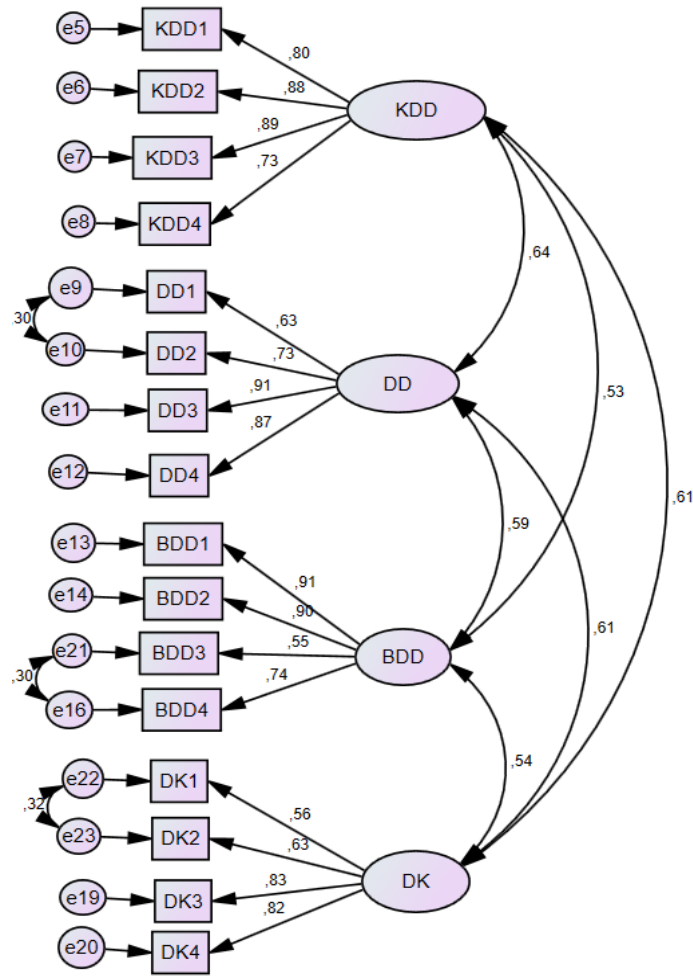 e5 KDD1
,80
e6 KDD2 ,88 KDD
,89
e7 KDD3
,73
e8 KDD4
,64
e9 DD1
,30 ,63
e10 DD2 ,73
DD
,91 ,53
e11 DD3
,87
e12 DD4
,61
,59
e13 BDD1
,91
e14 BDD2 ,90
,61
e21 BDD3 ,55 BDD
,30 ,74
e16 BDD4
,54
e22 DK1
,32 ,56
e23 DK2 ,63
,83 DK
e19 DK3
,82
e20 DK4